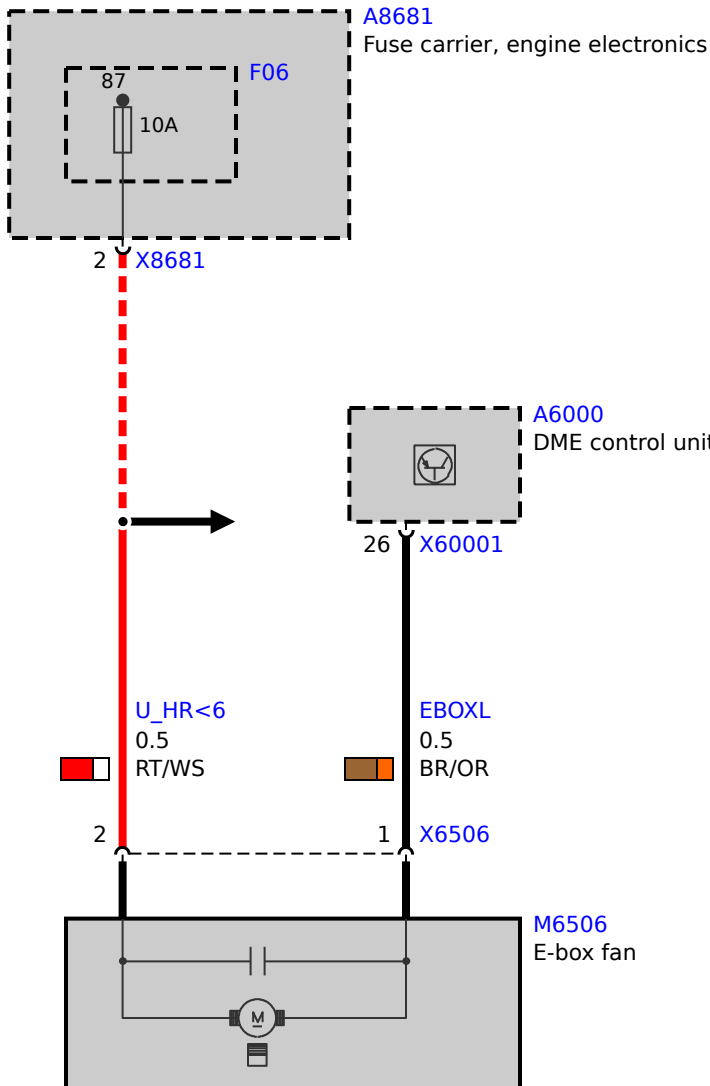 A8681
Fuse carrier, engine electronics
F06
87
10A
2 X8681
A6000
DME control unit
26 X60001
U_HR<6
0.5
RT/WS
EBOXL
0.5
BR/OR
2
1 X6506
M6506
E-box fan
M